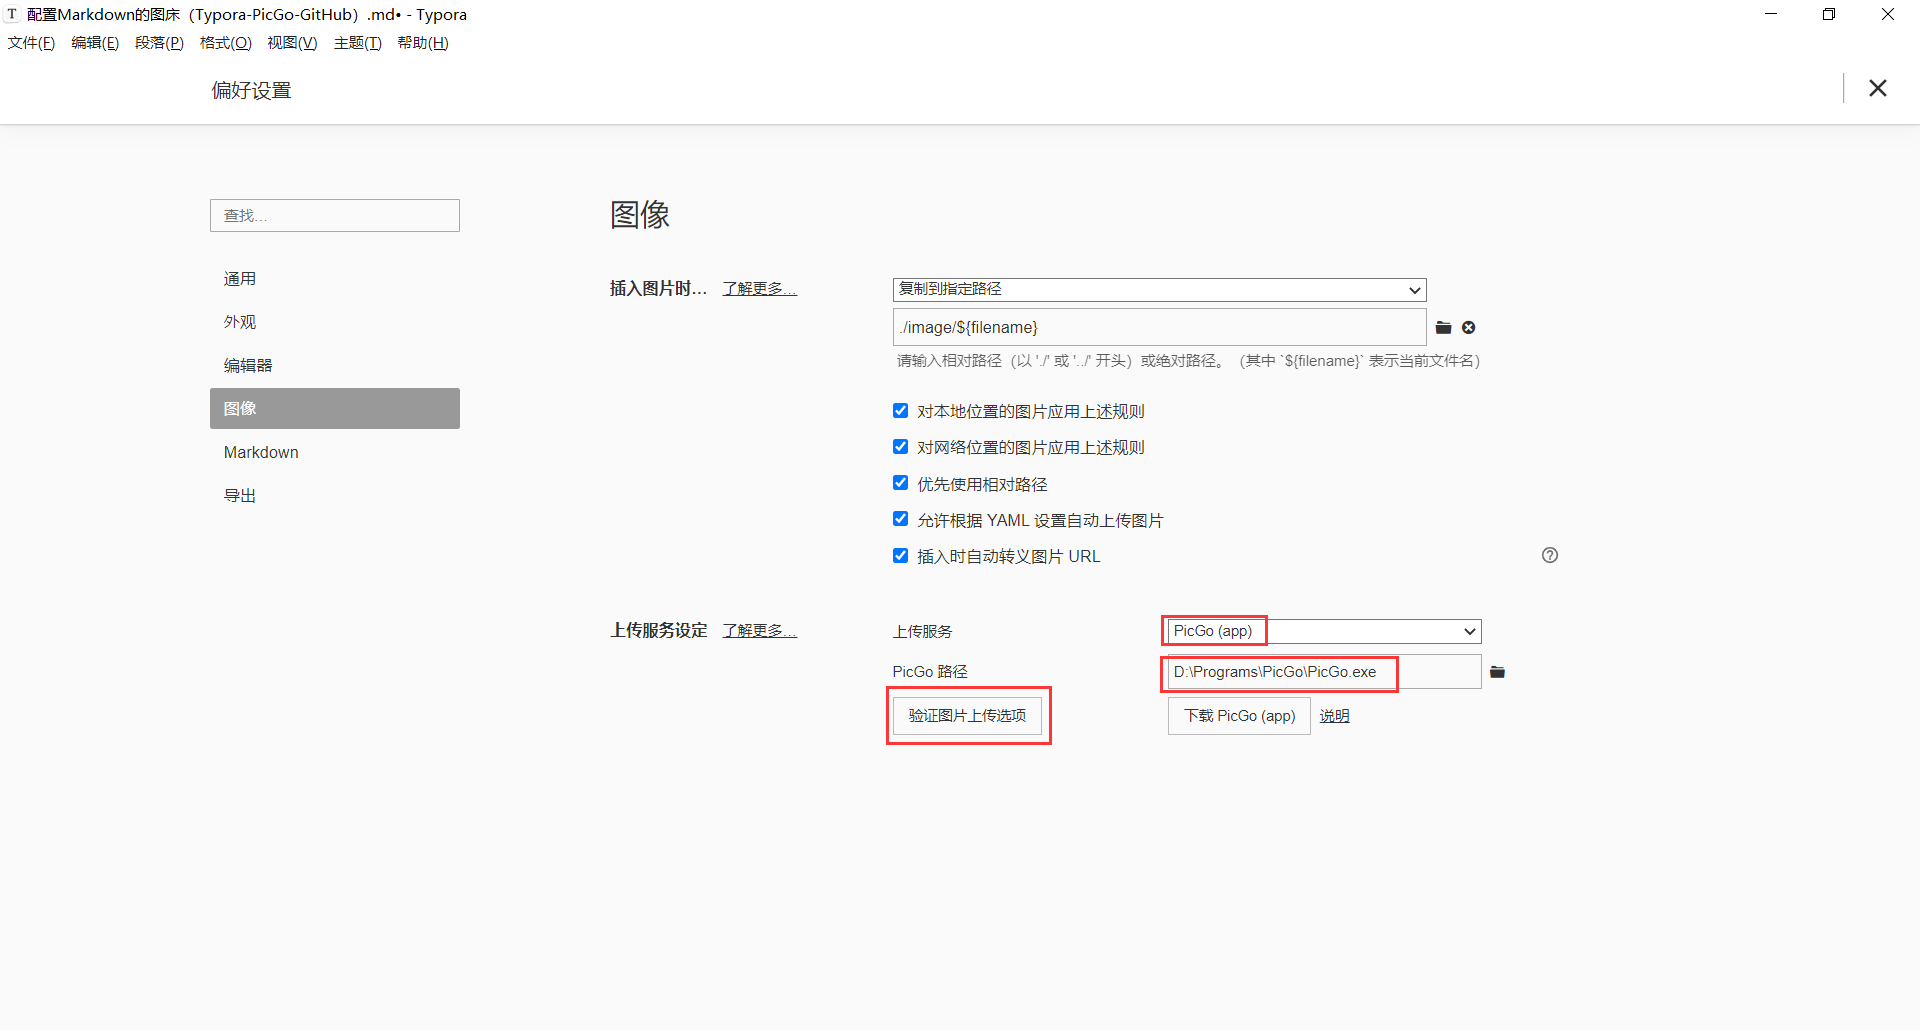 配置Markdown的图床（Typora-PicGo-GitHub）.md• - Typora
文件(F) 编辑(E) 段落(P) 格式(O) 视图(V) 主题(T) 帮助(H)
偏好设置
查找...
通用
外观
编辑器
图像
Markdown
导出
图像
插入图片时... 了解更多...
复制到指定路径
./image/${filename}
请输入相对路径（以 './' 或 '../' 开头）或绝对路径。（其中 `${filename}` 表示当前文件名）
对本地位置的图片应用上述规则
对网络位置的图片应用上述规则
优先使用相对路径
允许根据 YAML 设置自动上传图片
插入时自动转义图片 URL
上传服务设定 了解更多...
上传服务 PicGo (app)
PicGo 路径 D:\Programs\PicGo\PicGo.exe
验证图片上传选项 下载 PicGo (app) 说明